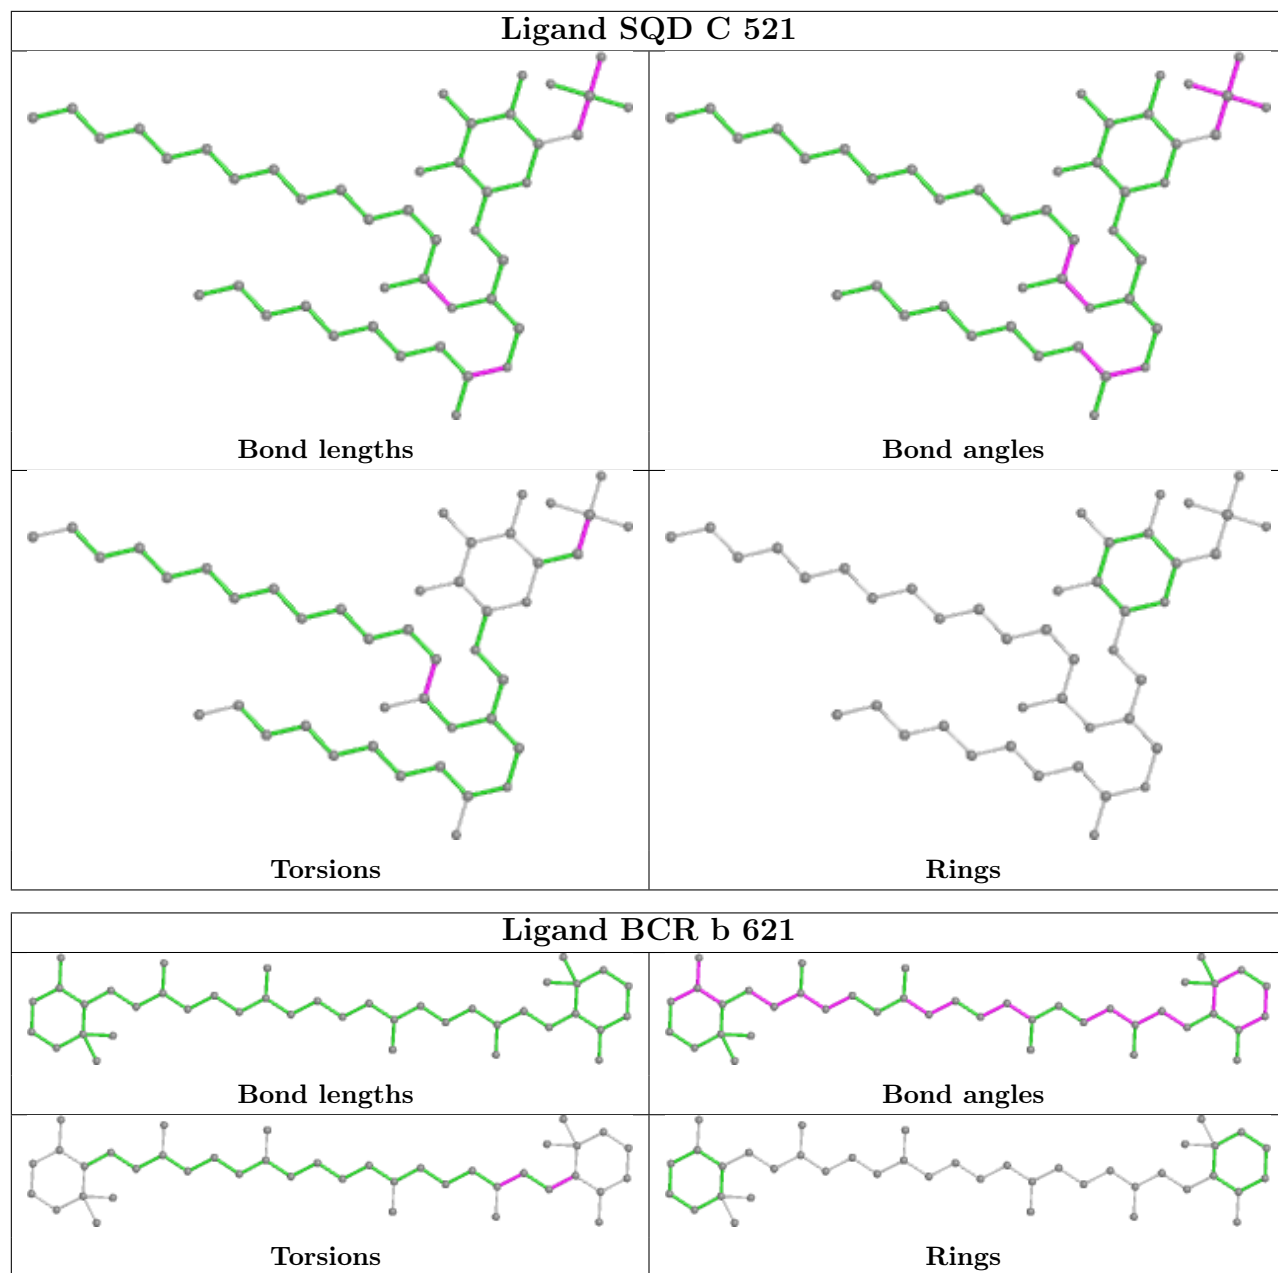 Ligand SQD C 521
Bond lengths
Bond angles
Torsions
Rings
Ligand BCR b 621
Bond lengths
Bond angles
Torsions
Rings